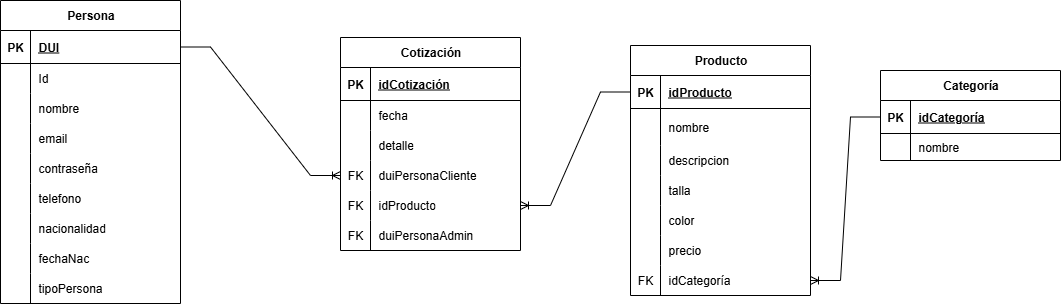 Persona
PK DUI
Id
nombre
email
contraseña
telefono
nacionalidad
fechaNac
tipoPersona
Cotización
PK idCotización
fecha
detalle
FK duiPersonaCliente
FK idProducto
FK duiPersonaAdmin
Producto
PK idProducto
nombre
descripcion
talla
color
precio
FK idCategoría
Categoría
PK idCategoría
nombre